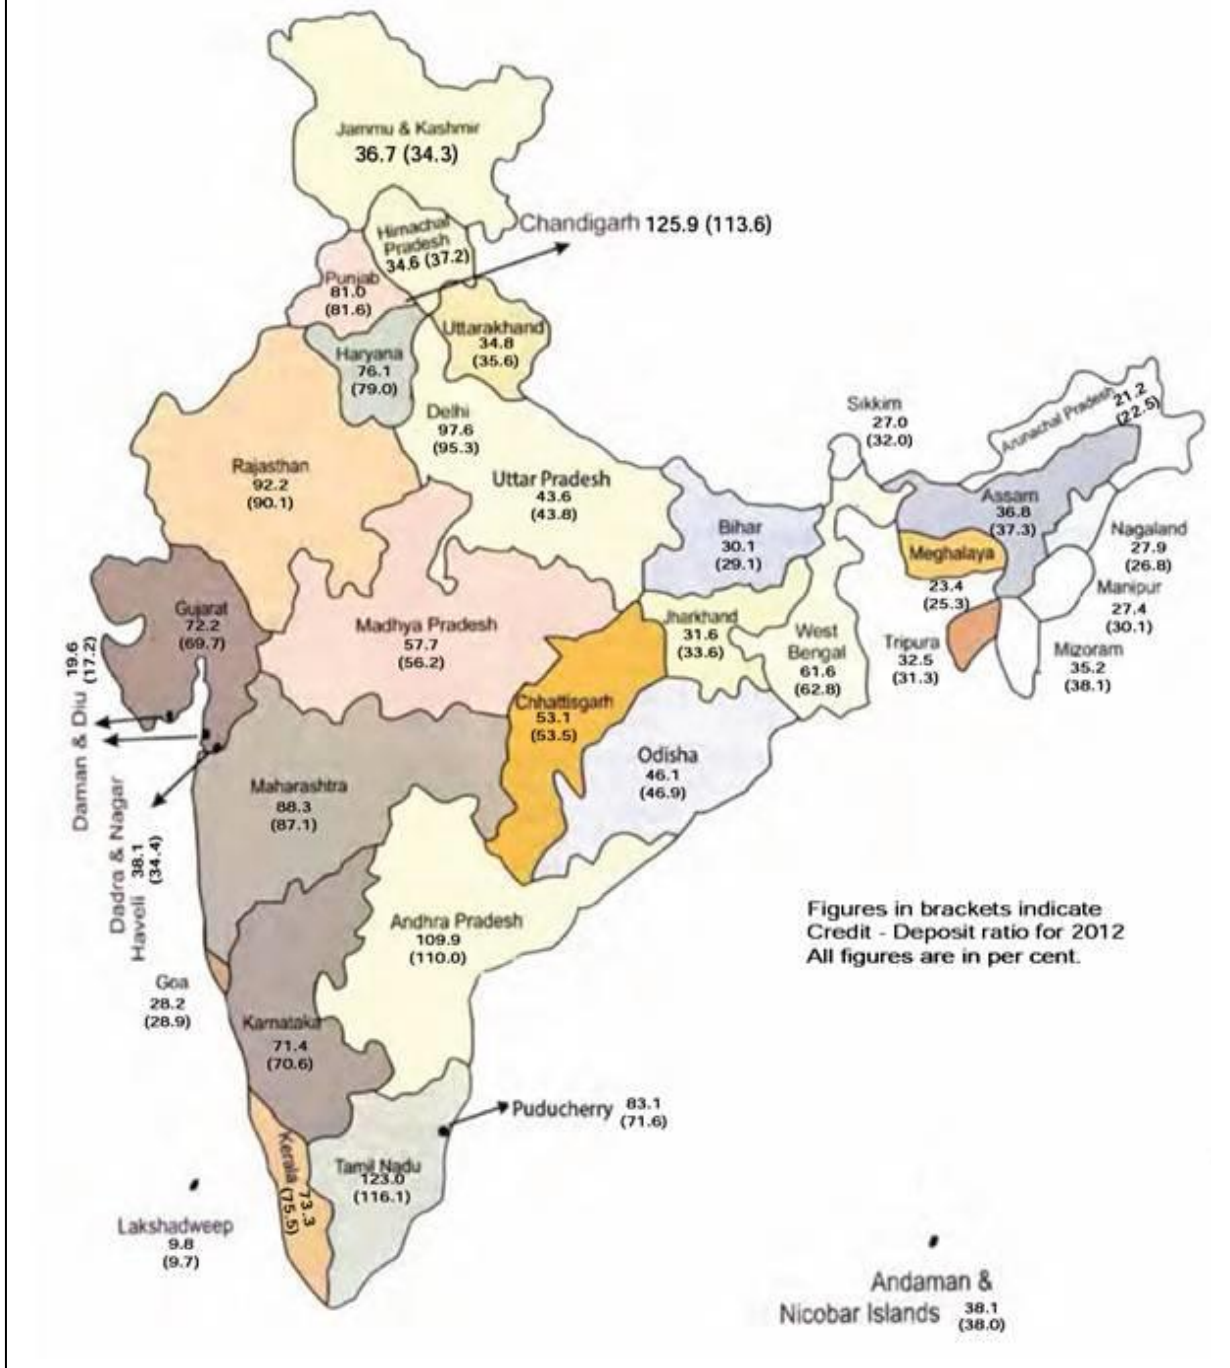 Jammu & Kashmir
36.7 (34.3)
Himachal
Pradesh
34.6 (37.2)
Chandigarh 125.9 (113.6)
Punjab
81.0
(81.6)
Uttarakhand
34.8
(35.6)
Haryana
76.1
(79.0)
Delhi
97.6
(95.3)
Rajasthan
92.2
(90.1)
Uttar Pradesh
43.6
(43.8)
Sikkim
27.0
(32.0)
Arunachal Pradesh 21.2
(22.5)
Assam
36.8
(37.3)
Bihar
30.1
(29.1)
Meghalaya
23.4
(25.3)
Nagaland
27.9
(26.8)
Manipur
27.4
(30.1)
Mizoram
35.2
(38.1)
Tripura
32.5
(31.3)
Gujarat
72.2
(69.7)
Madhya Pradesh
57.7
(56.2)
Jharkhand
31.6
(33.6)
West
Bengal
61.6
(62.8)
Daman & Diu 19.6
(17.2)
Chhattisgarh
53.1
(53.5)
Odisha
46.1
(46.9)
Maharashtra
88.3
(87.1)
Dadra & Nagar
Haveli 38.1
(34.4)
Andhra Pradesh
109.9
(110.0)
Figures in brackets indicate
Credit - Deposit ratio for 2012
All figures are in per cent.
Goa
28.2
(28.9)
Karnataka
71.4
(70.6)
Puducherry 83.1
(71.6)
Kerala 73.3
(75.5)
Tamil Nadu
123.0
(116.1)
Lakshadweep
9.8
(9.7)
Andaman &
Nicobar Islands 38.1
(38.0)